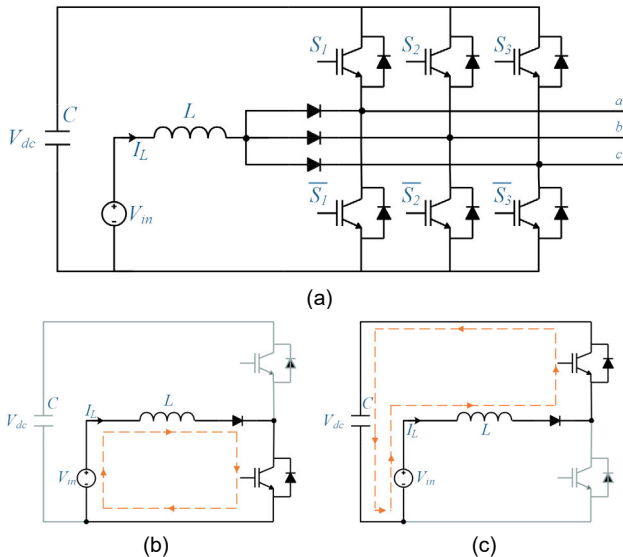 S1 S2 S3
a
C L
b
Vdc IL
c
S1 S2 S3
Vin
(a)
C L
IL
Vdc
Vin
(b)
C
Vdc IL L
Vin
(c)